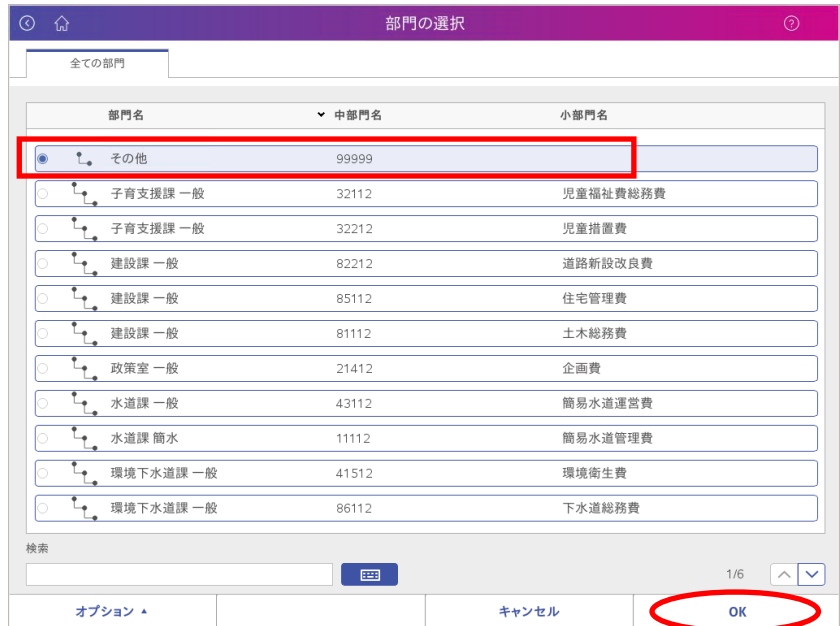 部門の選択
全ての部門
部門名 中部門名 小部門名
その他 99999
子育支援課 一般 32112 児童福祉費総務費
子育支援課 一般 32212 児童措置費
建設課 一般 82212 道路新設改良費
建設課 一般 85112 住宅管理費
建設課 一般 81112 土木総務費
政策室 一般 21412 企画費
水道課 一般 43112 簡易水道運営費
水道課 簡水 11112 簡易水道管理費
環境下水道課 一般 41512 環境衛生費
環境下水道課 一般 86112 下水道総務費
検索
1/6
オプション キャンセル OK